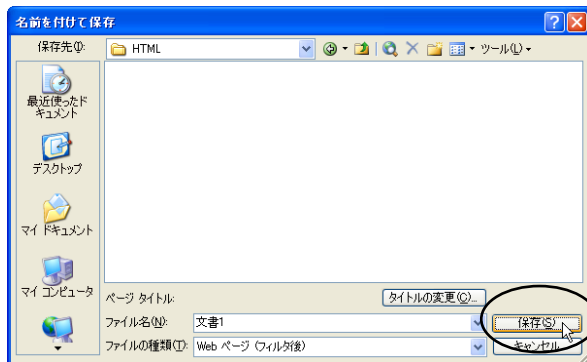 名前を付けて保存
保存先(I):
HTML
ツール(L)
最近使ったド
キュメント
デスクトップ
マイ ドキュメント
マイ コンピュータ
ページ タイトル:
タイトルの変更(C)...
ファイル名(N):
文書1
保存(S)
ファイルの種類(T):
Web ページ (フィルタ後)
キャンセル